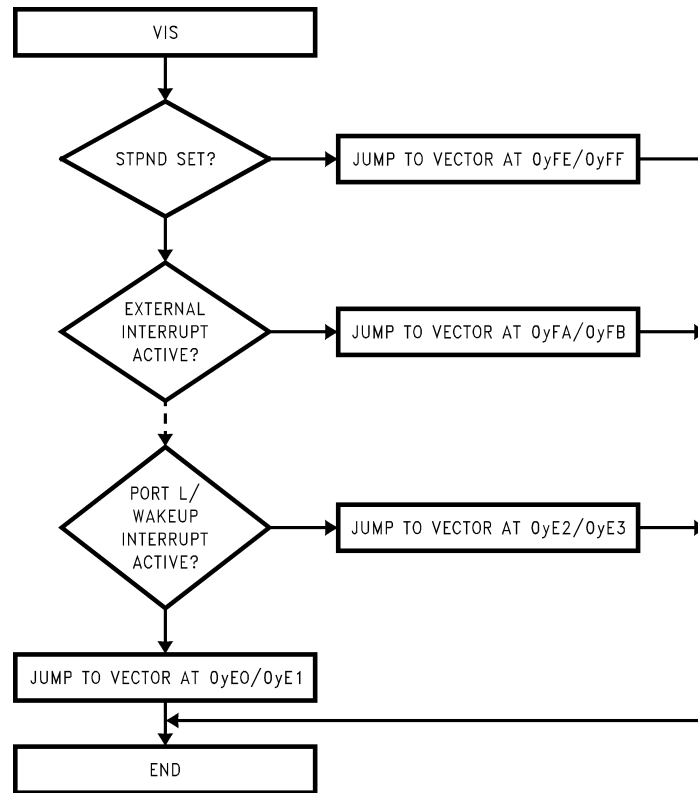 VIS
STPND SET?
JUMP TO VECTOR AT 0yFE/0yFF
EXTERNAL
INTERRUPT
ACTIVE?
JUMP TO VECTOR AT 0yFA/0yFB
PORT L/
WAKEUP
INTERRUPT
ACTIVE?
JUMP TO VECTOR AT 0yE2/0yE3
JUMP TO VECTOR AT 0yE0/0yE1
END